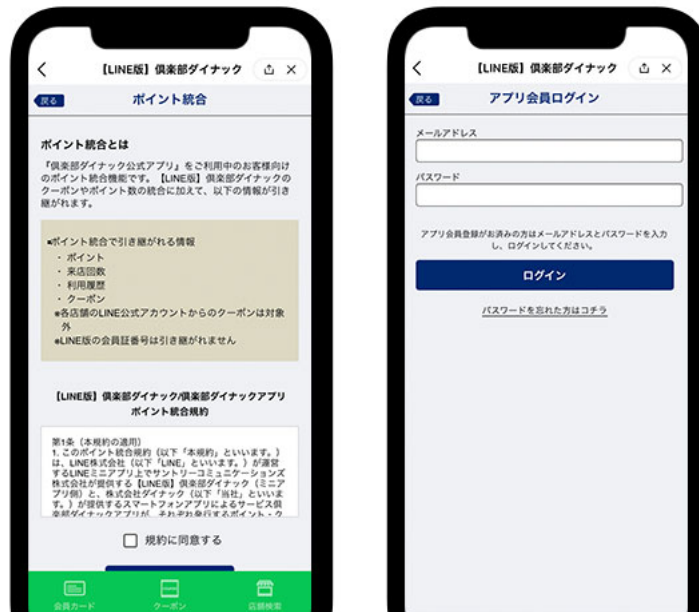 【LINE版】倶楽部ダイナック
戻る
ポイント統合
ポイント統合とは
『倶楽部ダイナック公式アプリ』をご利用中のお客様向け
のポイント統合機能です。【LINE版】倶楽部ダイナックの
クーポンやポイント数の統合に加えて、以下の情報が引き
継がれます。
■ポイント統合で引き継がれる情報
・ ポイント
・ 来店回数
・ 利用履歴
・ クーポン
※各店舗のLINE公式アカウントからのクーポンは対象
外
※LINE版の会員証番号は引き継がれません
【LINE版】倶楽部ダイナック/倶楽部ダイナックアプリ
ポイント統合規約
第1条（本規約の適用）
1. このポイント統合規約（以下「本規約」といいます。）
は、LINE株式会社（以下「LINE」といいます。）が運営
するLINEミニアプリ上でサントリーコミュニケーションズ
株式会社が提供する【LINE版】倶楽部ダイナック（ミニア
プリ側）と、株式会社ダイナック（以下「当社」といいま
す。）が提供するスマートフォンアプリによるサービス倶
楽部ダイナックアプリが、それぞれ発行するポイント・ク
規約に同意する
会員カード
クーポン
店舗検索
【LINE版】倶楽部ダイナック
戻る
アプリ会員ログイン
メールアドレス
パスワード
アプリ会員登録がお済みの方はメールアドレスとパスワードを入力
し、ログインしてください。
ログイン
パスワードを忘れた方はコチラ